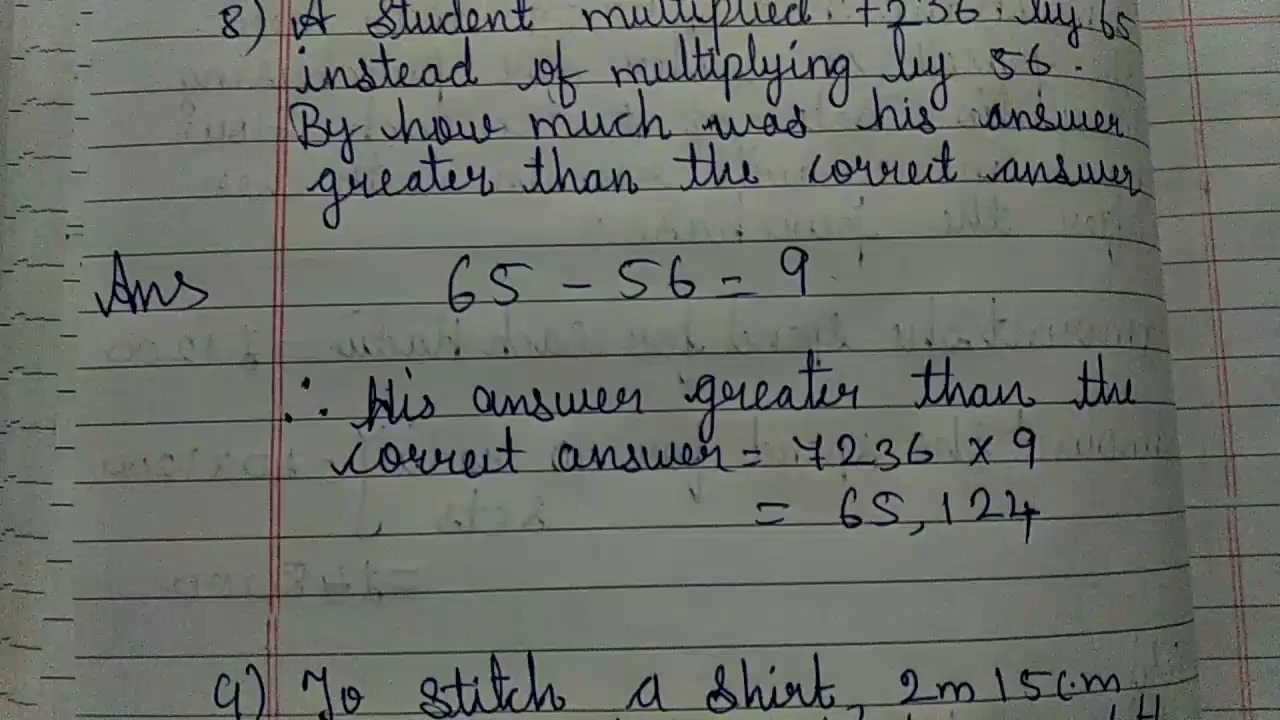 8) A student multiplied 7236 by 65
instead of multiplying by 56.
By how much was his answer
greater than the correct answer
Ans 65 - 56 = 9
∴ His answer greater than the
correct answer = 7236 x 9
= 65,124
9) To stitch a shirt, 2m 15cm